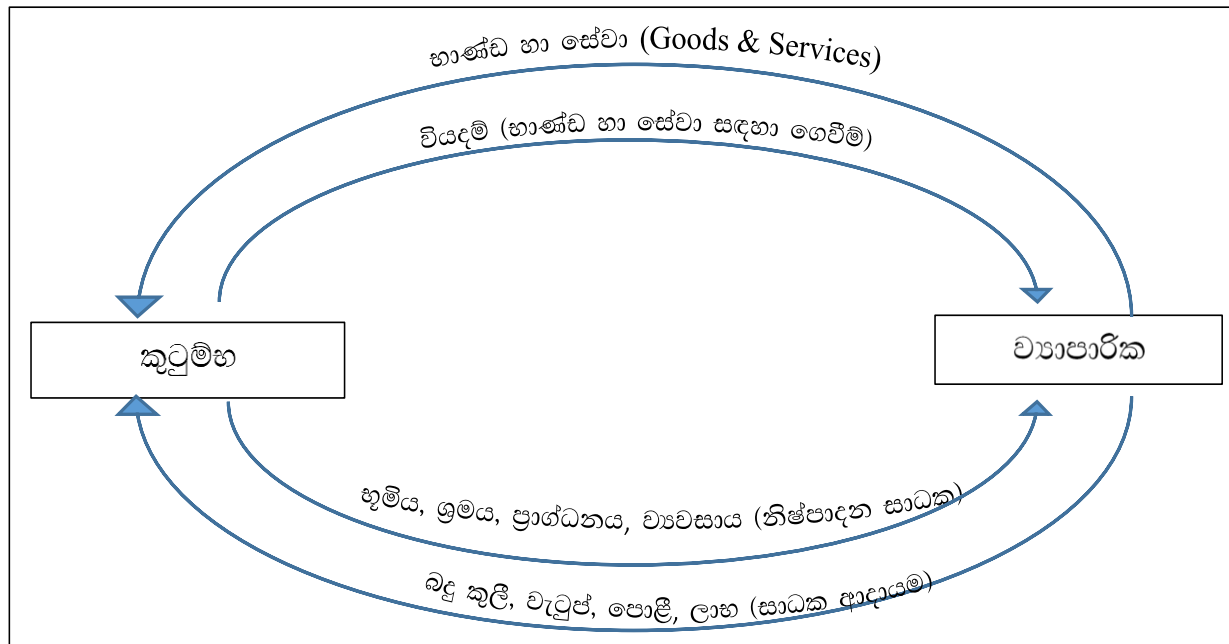 භාණ්ඩ හා සේවා (Goods & Services)
වියදම් (භාණ්ඩ හා සේවා සඳහා ගෙවීම්)
කුටුම්භ
ව්‍යාපාරික
භූමිය, ශ්‍රමය, ප්‍රාග්ධනය, ව්‍යවසාය (නිෂ්පාදන සාධක)
බදු කුලී, වැටුප්, පොළී, ලාභ (සාධක ආදායම)